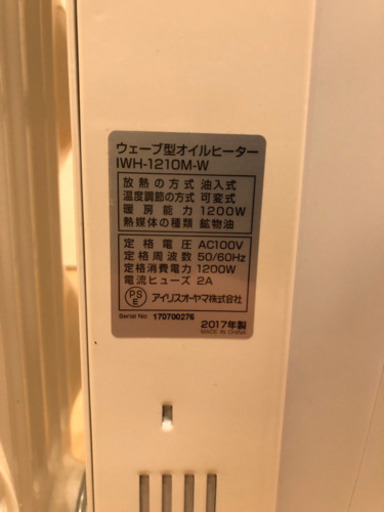 ウェーブ型オイルヒーター
IWH-1210M-W
放熱の方式 油入式
温度調節の方式 可変式
暖房能力 1200W
熱媒体の種類 鉱物油
定格電圧 AC100V
定格周波数 50/60Hz
定格消費電力 1200W
電流ヒューズ 2A
PSE アイリスオーヤマ株式会社
Serial No: 170700276
2017年製
MADE IN CHINA